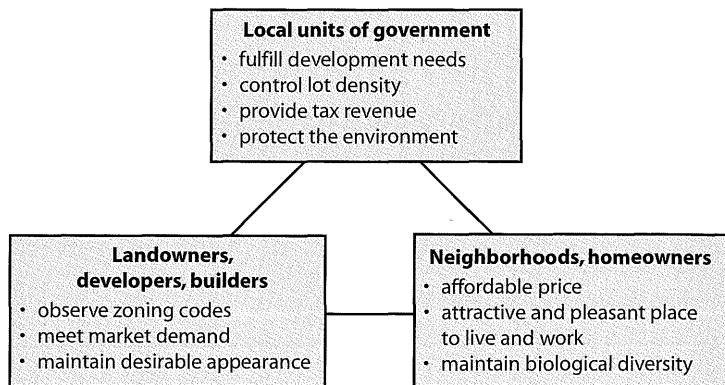 Local units of government
• fulfill development needs
• control lot density
• provide tax revenue
• protect the environment
Landowners,
developers, builders
• observe zoning codes
• meet market demand
• maintain desirable appearance
Neighborhoods, homeowners
• affordable price
• attractive and pleasant place
to live and work
• maintain biological diversity